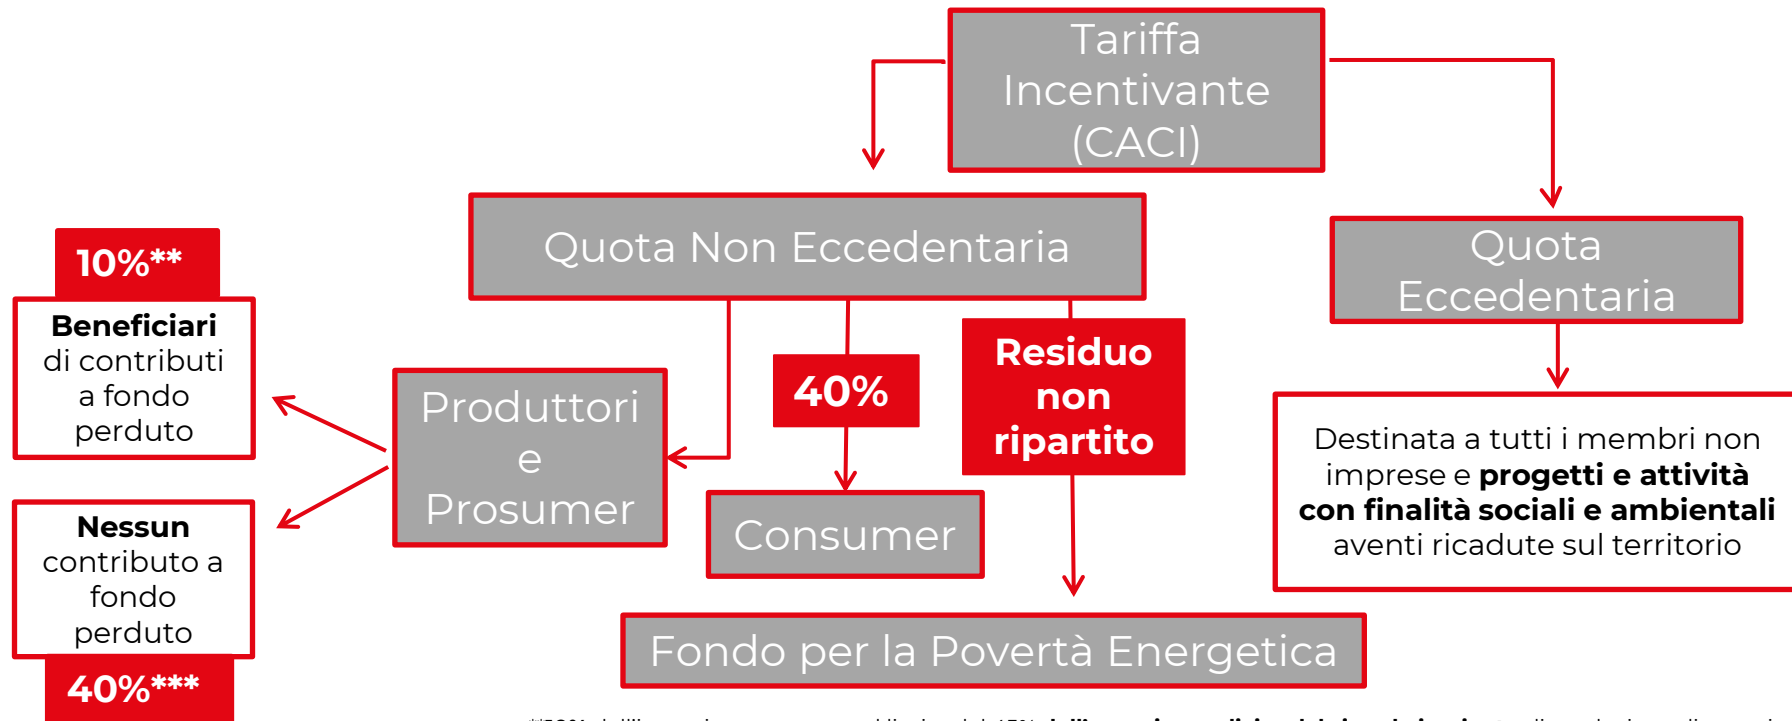 Tariffa
Incentivante
(CACI)
Quota Non Eccedentaria
Quota
Eccedentaria
10%**
Beneficiari
di contributi
a fondo
perduto
Nessun
contributo a
fondo
perduto
40%***
Produttori
e
Prosumer
40%
Consumer
Residuo
non
ripartito
Fondo per la Povertà Energetica
Destinata a tutti i membri non
imprese e progetti e attività
con finalità sociali e ambientali
aventi ricadute sul territorio